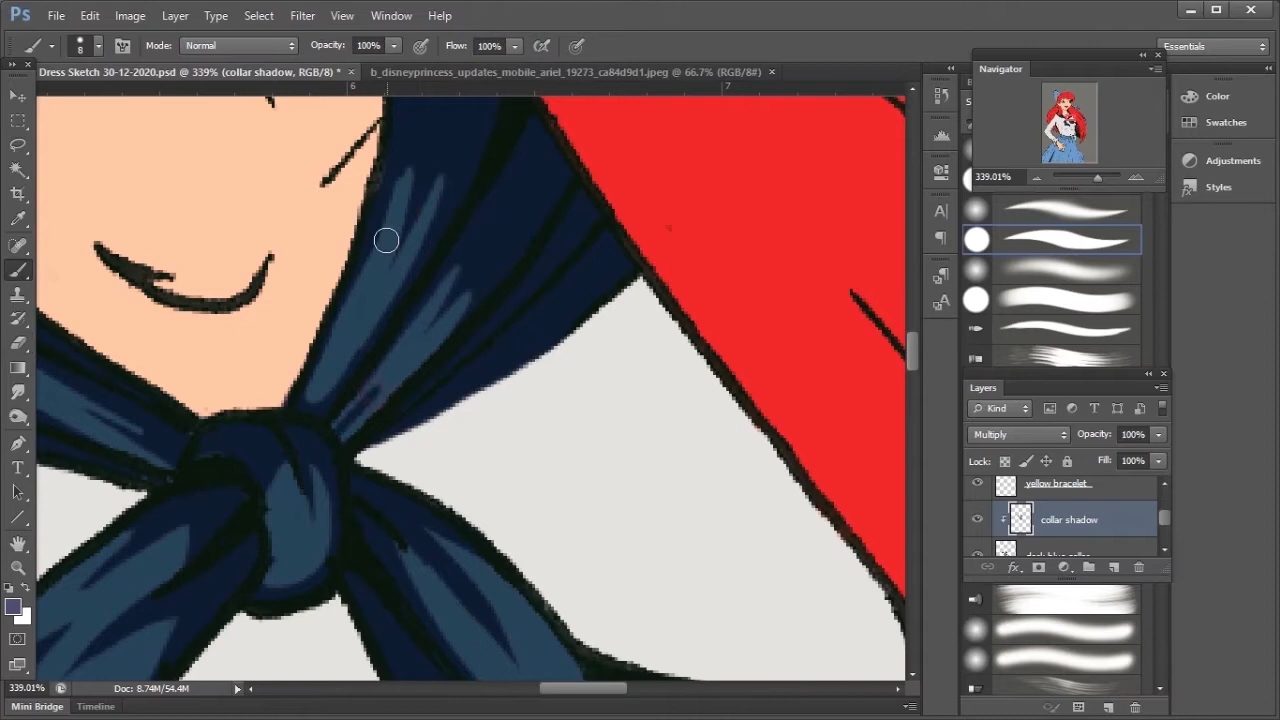 Ps File Edit Image Layer Type Select Filter View Window Help
8 Mode: Normal Opacity: 100% Flow: 100% Essentials
Dress Sketch 30-12-2020.psd @ 339% (collar shadow, RGB/8) * × b_disneyprincess_updates_mobile_ariel_19273_ca84d9d1.jpeg @ 66.7% (RGB/8#) ×
6 7
Navigator
339.01%
Color
Swatches
Adjustments
Styles
Layers
Kind
Multiply Opacity: 100%
Lock: Fill: 100%
yellow bracelet
collar shadow
dark blue collar
339.01% Doc: 8.74M/54.4M
Mini Bridge Timeline